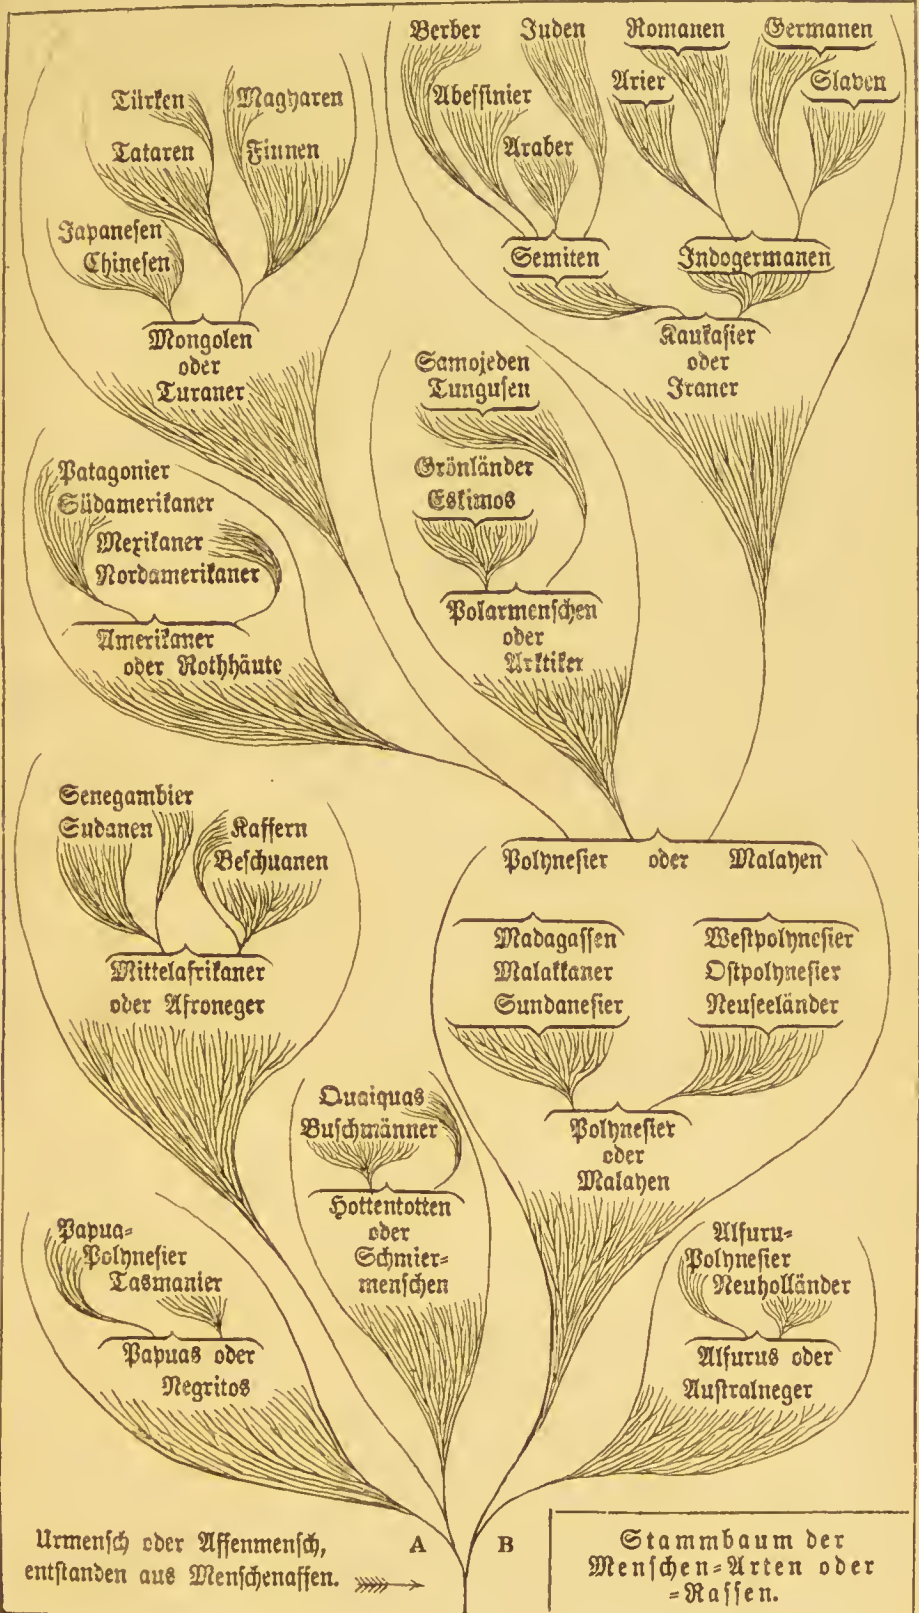 Berber
Juden
Romanen
Germanen
Türken
Magyaren
Abessinier
Arier
Slaven
Tataren
Finnen
Araber
Japanesen
Chinesen
Semiten
Indogermanen
Mongolen
oder
Turaner
Kaukasier
oder
Iraner
Samojeden
Tungusen
Grönländer
Eskimos
Patagonier
Südamerikaner
Mexikaner
Nordamerikaner
Polarmenschen
oder
Arktiker
Amerikaner
oder Rothhäute
Senegambier
Sudanen
Kaffern
Beschuanen
Polynesier oder Malayen
Madagassen
Malakkaner
Sundanesier
Westpolynesier
Ostpolynesier
Neuseeländer
Mittelafrikaner
oder Afroneger
Quaiquas
Buschmänner
Polynesier
oder
Malayen
Hottentotten
oder
Schmier=
menschen
Papua=
Polynesier
Tasmanier
Alfuru=
Polynesier
Neuholländer
Papuas oder
Negritos
Alfurus oder
Australneger
Urmensch oder Affenmensch,
entstanden aus Menschenaffen.
A
B
Stammbaum der
Menschen=Arten oder
=Rassen.